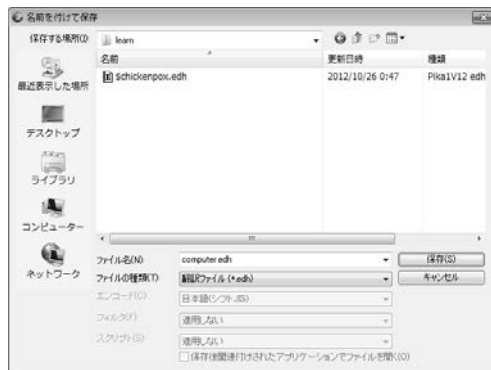 名前を付けて保存
保存する場所(I):
learn
最近表示した場所
デスクトップ
ライブラリ
コンピューター
ネットワーク
名前
更新日時
種類
$chickenpox.edh
2012/10/26 0:47
Pika1V12 edh
ファイル名(N):
computer.edh
保存(S)
ファイルの種類(T):
翻訳ファイル (*.edh)
キャンセル
エンコード(C):
日本語(シフトJIS)
フィルタ(F):
適用しない
スクリプト(S):
適用しない
保存後関連付けされたアプリケーションでファイルを開く(O)